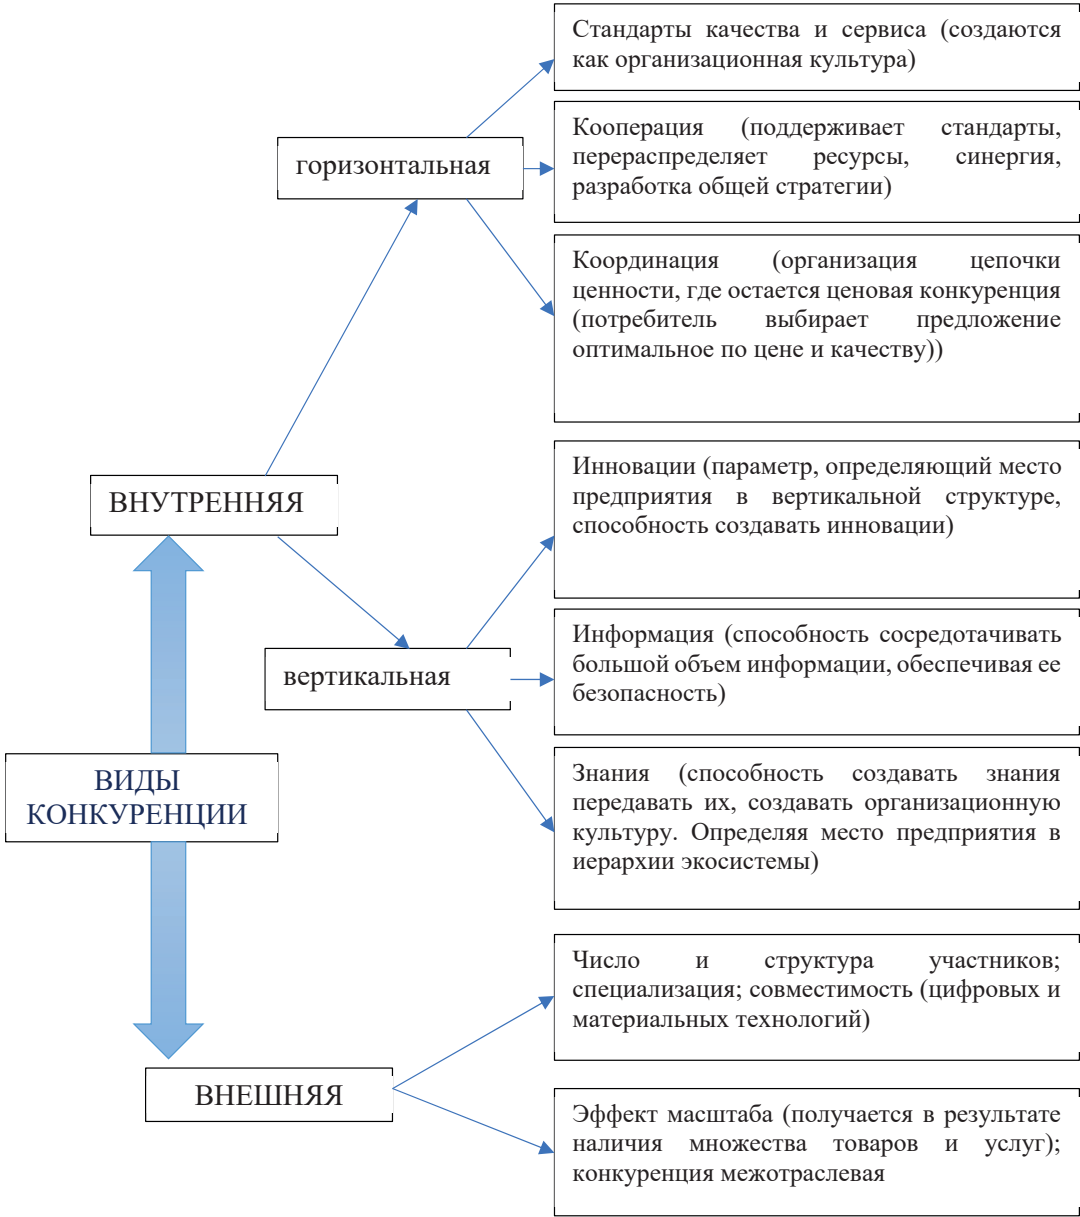 Стандарты качества и сервиса (создаются
как организационная культура)
горизонтальная
Кооперация (поддерживает стандарты,
перераспределяет ресурсы, синергия,
разработка общей стратегии)
Координация (организация цепочки
ценности, где остается ценовая конкуренция
(потребитель выбирает предложение
оптимальное по цене и качеству))
ВНУТРЕННЯЯ
Инновации (параметр, определяющий место
предприятия в вертикальной структуре,
способность создавать инновации)
вертикальная
Информация (способность сосредотачивать
большой объем информации, обеспечивая ее
безопасность)
ВИДЫ
КОНКУРЕНЦИИ
Знания (способность создавать знания
передавать их, создавать организационную
культуру. Определяя место предприятия в
иерархии экосистемы)
Число и структура участников;
специализация; совместимость (цифровых и
материальных технологий)
ВНЕШНЯЯ
Эффект масштаба (получается в результате
наличия множества товаров и услуг);
конкуренция межотраслевая